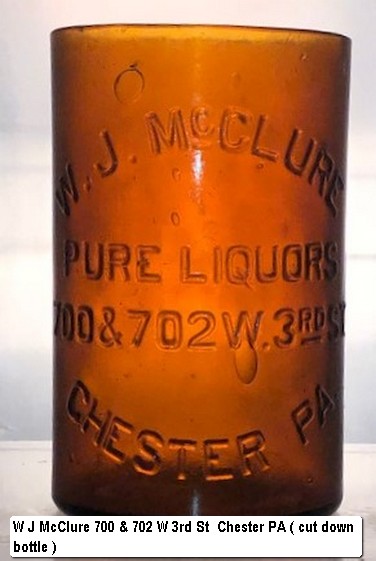 W. J. McCLURE
PURE LIQUORS
700 & 702 W. 3RD ST
CHESTER PA.
W J McClure 700 & 702 W 3rd St Chester PA ( cut down
bottle )